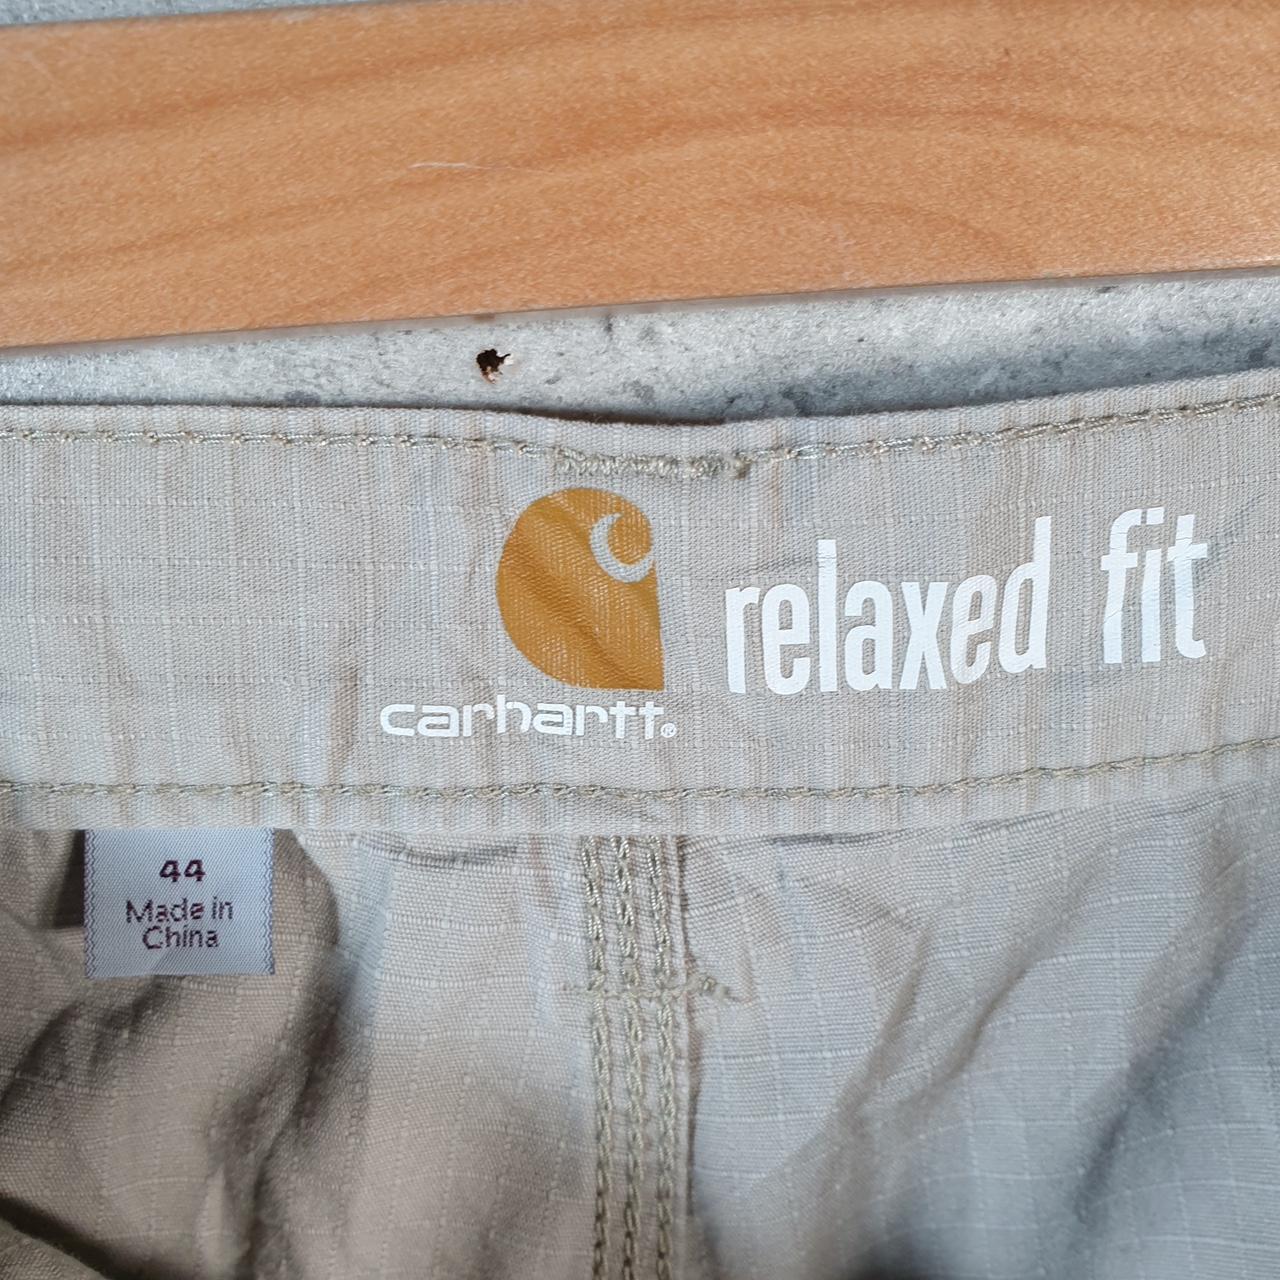 relaxed fit
carhartt®
44
Made in
China